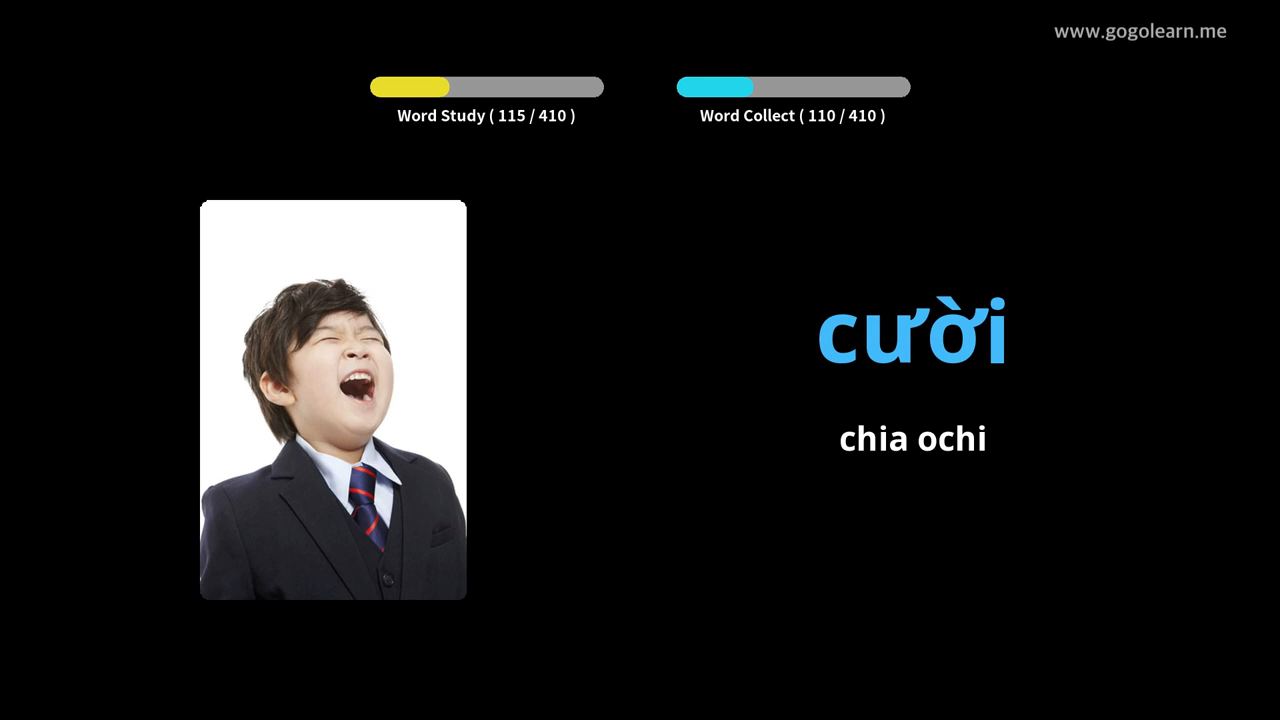 www.gogolearn.me
Word Study ( 115 / 410 )
Word Collect ( 110 / 410 )
cười
chia ochi